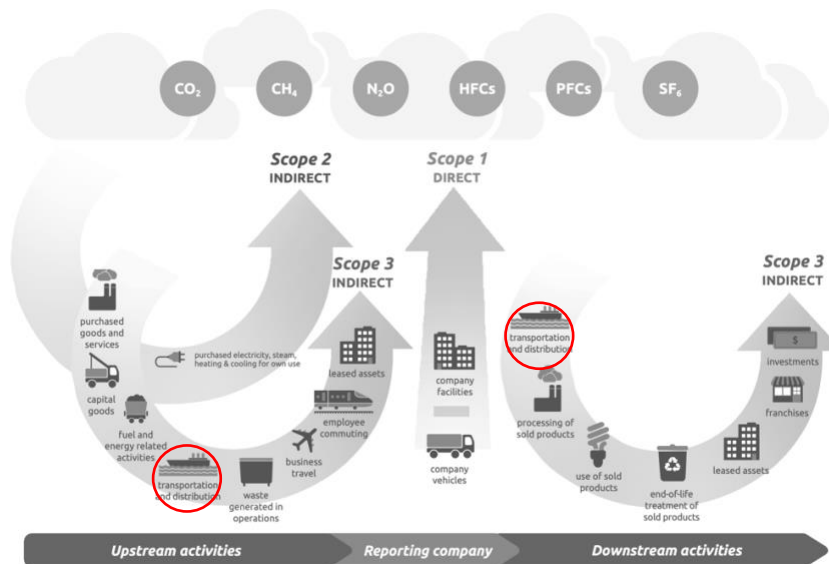 CO₂ CH₄ N₂O HFCs PFCs SF₆
Scope 2
INDIRECT
Scope 1
DIRECT
Scope 3
INDIRECT
Scope 3
INDIRECT
purchased
goods and
services
capital
goods
fuel and
energy related
activities
transportation
and distribution
purchased electricity, steam,
heating & cooling for own use
waste
generated in
operations
business
travel
employee
commuting
leased assets
company
facilities
company
vehicles
transportation
and distribution
processing of
sold products
use of sold
products
end-of-life
treatment of
sold products
leased assets
franchises
$
investments
Upstream activities
Reporting company
Downstream activities